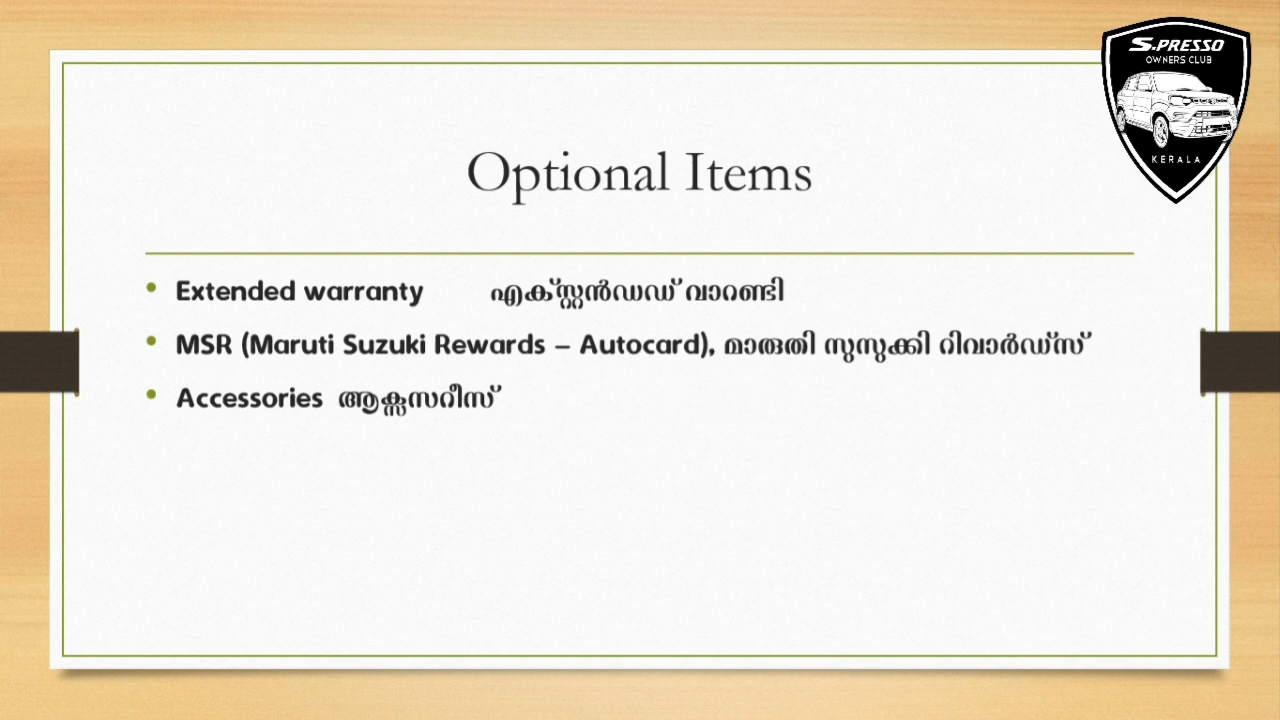 S-PRESSO
OWNERS CLUB
KERALA
Optional Items
• Extended warranty എക്സ്റ്റൻഡഡ് വാറണ്ടി
• MSR (Maruti Suzuki Rewards – Autocard), മാരുതി സുസുക്കി റിവാർഡ്സ്
• Accessories ആക്സസറീസ്